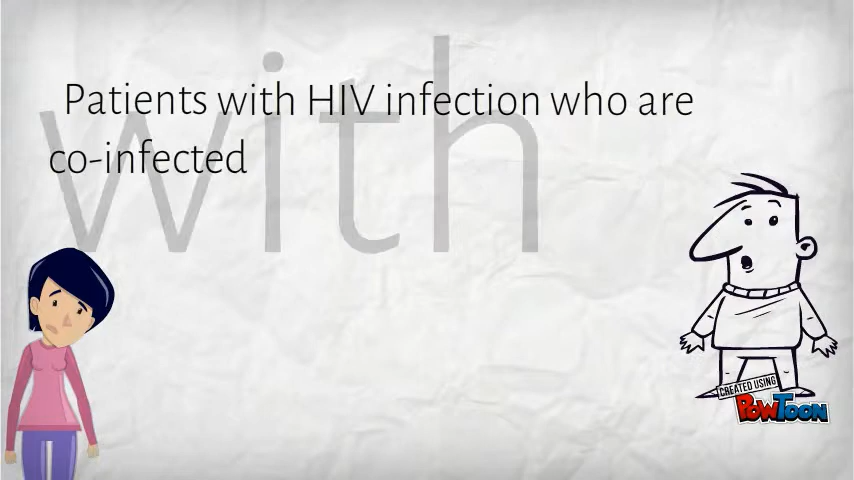 Patients with HIV infection who are
co-infected
with
CREATED USING
POWTOON